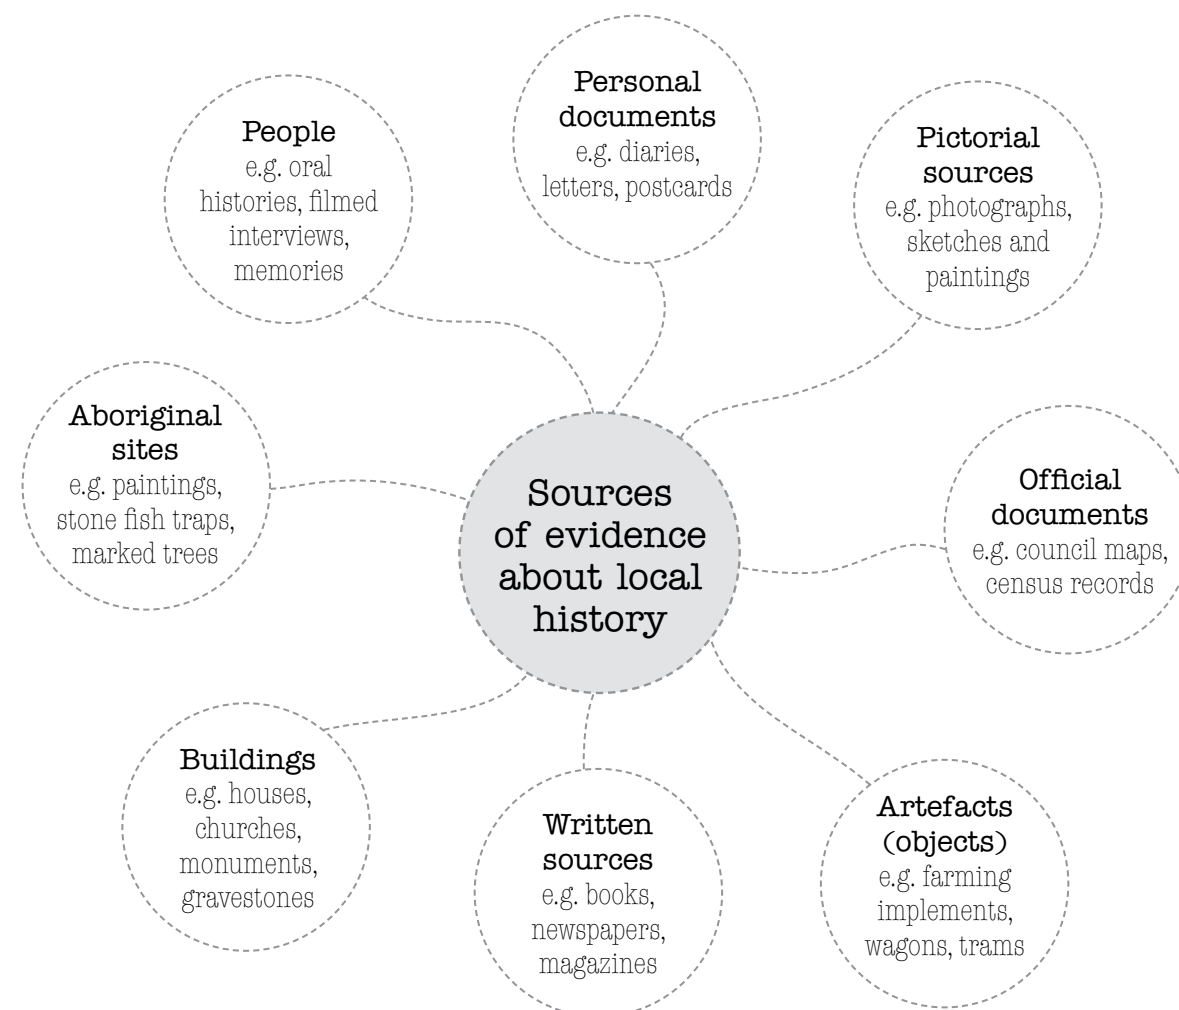 Personal
documents
e.g. diaries,
letters, postcards
People
e.g. oral
histories, filmed
interviews,
memories
Pictorial
sources
e.g. photographs,
sketches and
paintings
Aboriginal
sites
e.g. paintings,
stone fish traps,
marked trees
Sources
of evidence
about local
history
Official
documents
e.g. council maps,
census records
Buildings
e.g. houses,
churches,
monuments,
gravestones
Written
sources
e.g. books,
newspapers,
magazines
Artefacts
(objects)
e.g. farming
implements,
wagons, trams